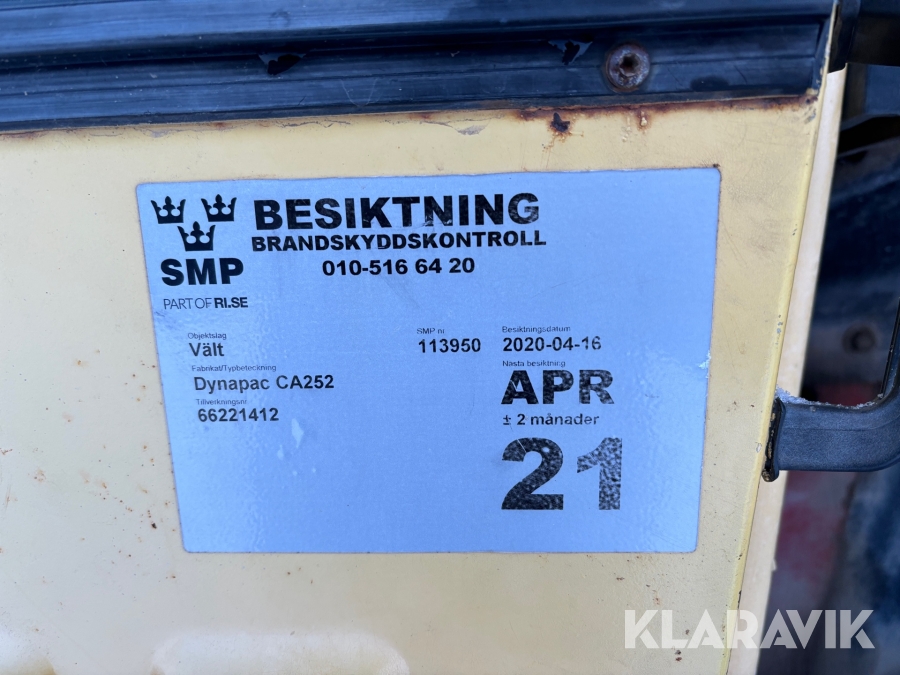 BESIKTNING
BRANDSKYDDSKONTROLL
010-516 64 20
SMP
PART OF RI.SE
Objektslag
Vält
SMP nr
113950
Besiktningsdatum
2020-04-16
Fabrikat/Typbeteckning
Dynapac CA252
Nästa besiktning
APR
± 2 månader
21
Tillverkningsnr
66221412
KLARAVIK